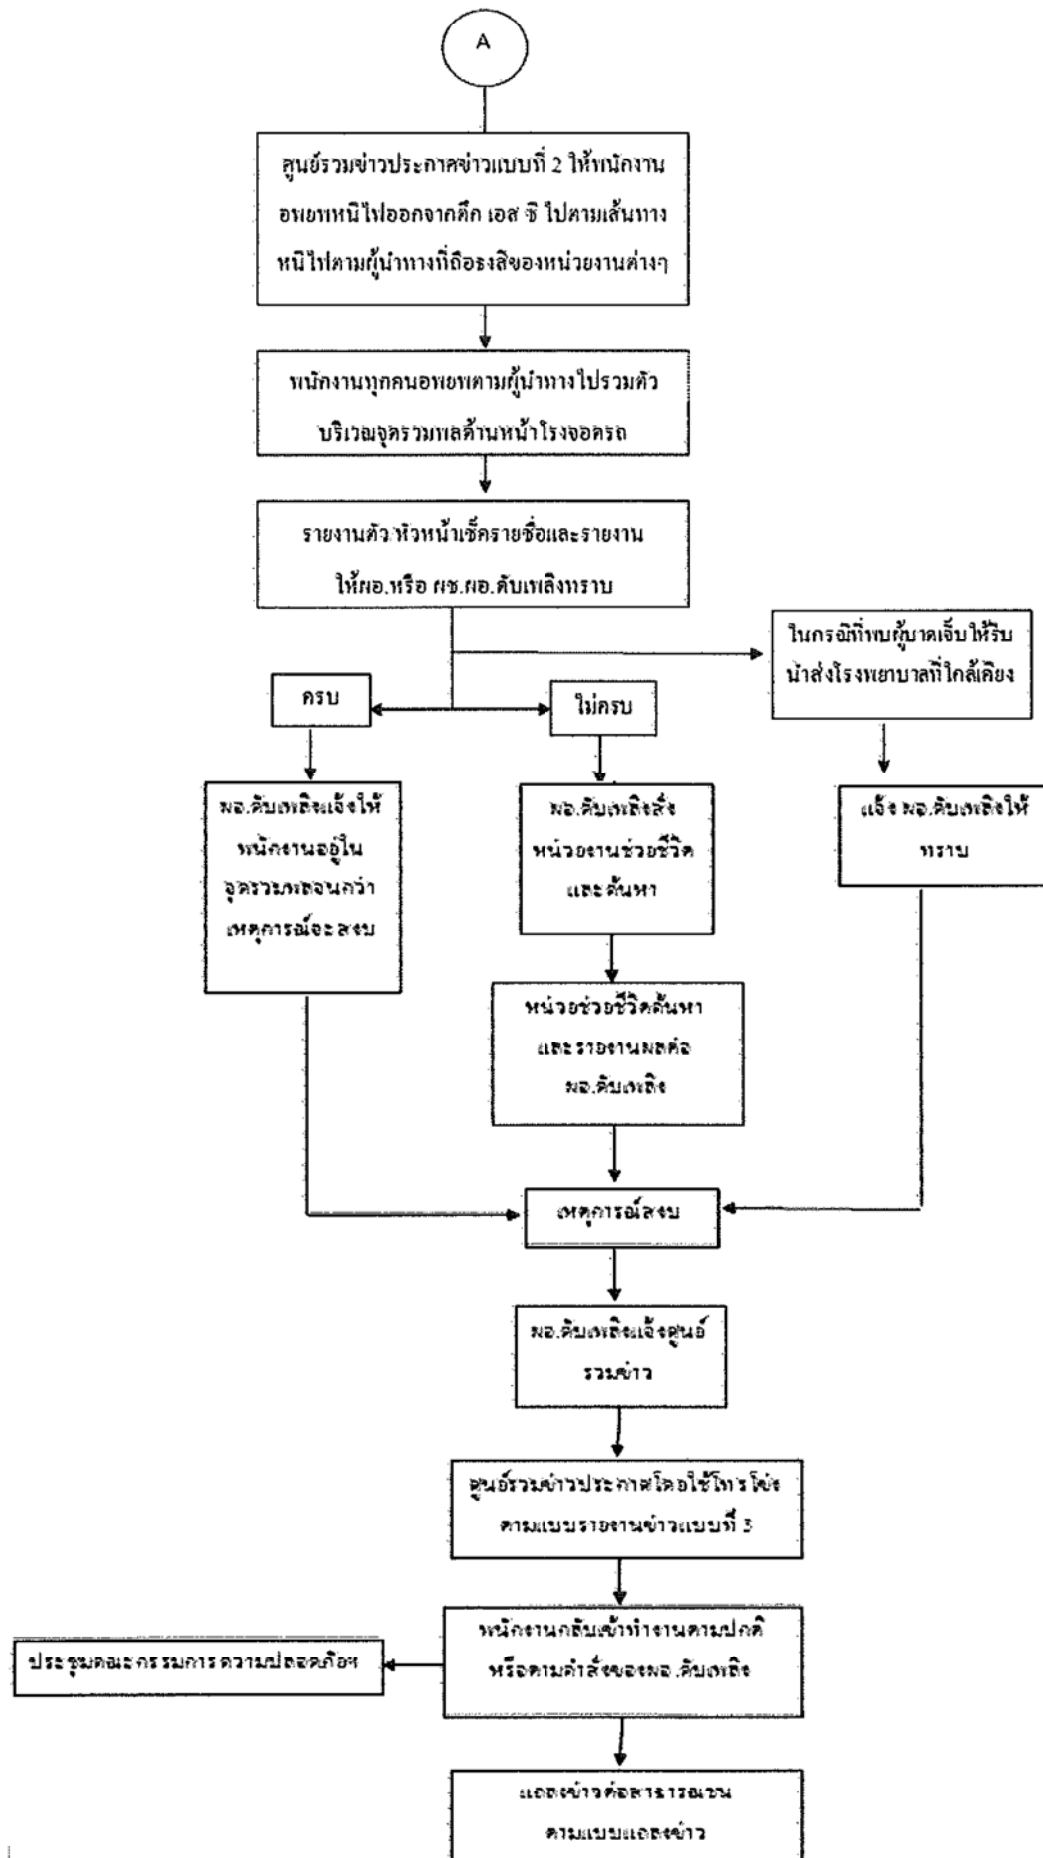 A
ศูนย์รวมข่าวประกาศข่าวแบบที่ 2 ให้พนักงาน
อพยพหนีไฟออกจากตึก เอส ซี ไปตามเส้นทาง
หนีไฟตามผู้นำทางที่ถือธงสีของหน่วยงานต่างๆ
พนักงานทุกคนอพยพตามผู้นำทางไปรวมตัว
บริเวณจุดรวมพลด้านหน้าโรงจอดรถ
รายงานตัว/หัวหน้าเช็ครายชื่อและรายงาน
ให้ผอ.หรือ ผช.ผอ.ดับเพลิงทราบ
ในกรณีที่พบผู้บาดเจ็บให้รีบ
นำส่งโรงพยาบาลที่ใกล้เคียง
ครบ
ไม่ครบ
ผอ.ดับเพลิงแจ้งให้
พนักงานอยู่ใน
จุดรวมพลจนกว่า
เหตุการณ์จะสงบ
ผอ.ดับเพลิงสั่ง
หน่วยงานช่วยชีวิต
และค้นหา
แจ้ง ผอ.ดับเพลิงให้
ทราบ
หน่วยช่วยชีวิตค้นหา
และรายงานผลต่อ
ผอ.ดับเพลิง
เหตุการณ์สงบ
ผอ.ดับเพลิงแจ้งศูนย์
รวมข่าว
ศูนย์รวมข่าวประกาศโดยใช้โทรโข่ง
ตามแบบรายงานข่าวแบบที่ 3
พนักงานกลับเข้าทำงานตามปกติ
หรือตามคำสั่งของผอ.ดับเพลิง
ประชุมคณะกรรมการความปลอดภัยฯ
แถลงข่าวต่อสาธารณชน
ตามแบบแถลงข่าว